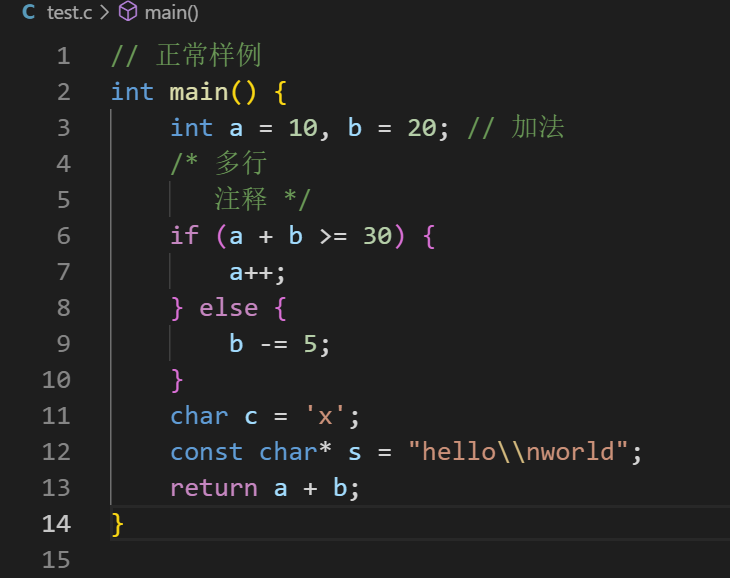 C test.c > main()
1 // 正常样例
2 int main() {
3     int a = 10, b = 20; // 加法
4     /* 多行
5        注释 */
6     if (a + b >= 30) {
7         a++;
8     } else {
9         b -= 5;
10     }
11     char c = 'x';
12     const char* s = "hello\\nworld";
13     return a + b;
14 }
15